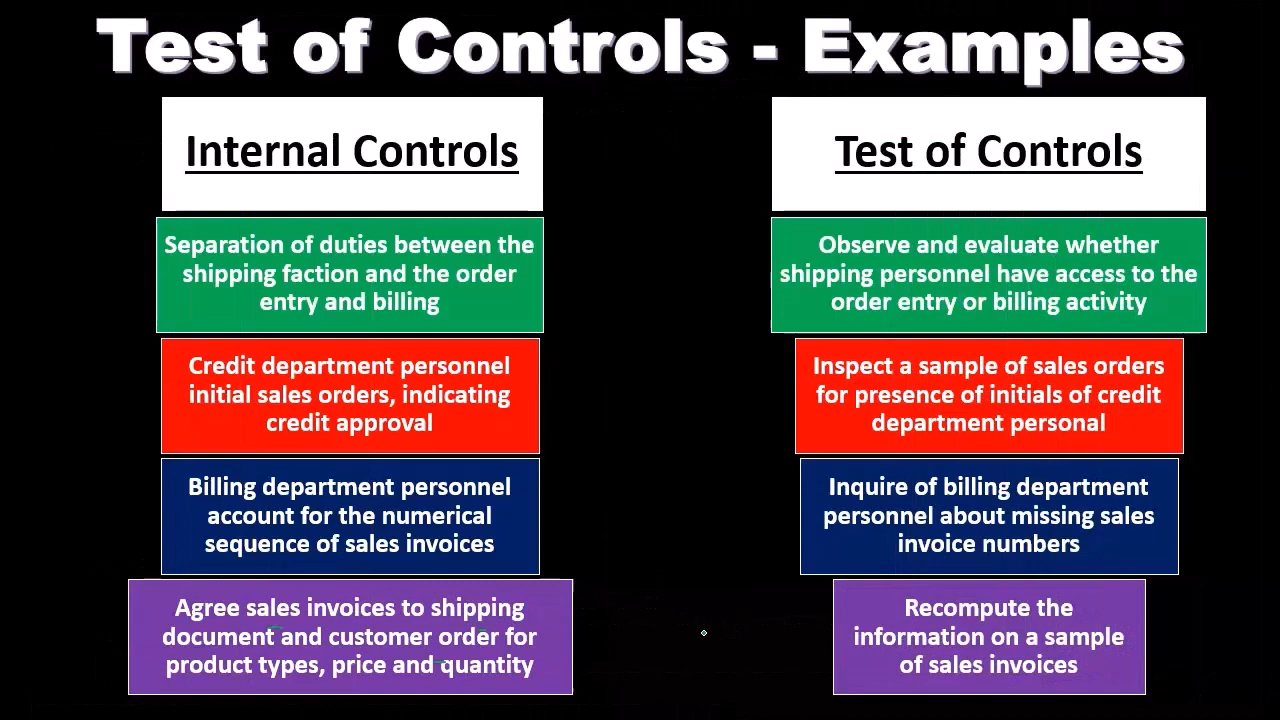 Test of Controls - Examples
Internal Controls
Test of Controls
Separation of duties between the
shipping faction and the order
entry and billing
Observe and evaluate whether
shipping personnel have access to the
order entry or billing activity
Credit department personnel
initial sales orders, indicating
credit approval
Inspect a sample of sales orders
for presence of initials of credit
department personal
Billing department personnel
account for the numerical
sequence of sales invoices
Inquire of billing department
personnel about missing sales
invoice numbers
Agree sales invoices to shipping
document and customer order for
product types, price and quantity
Recompute the
information on a sample
of sales invoices